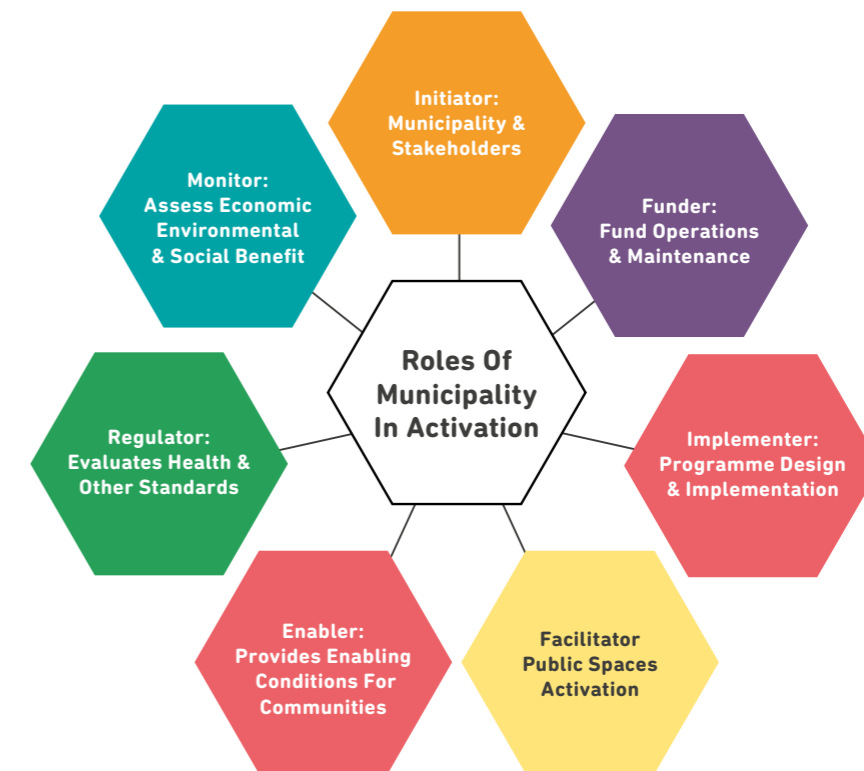 Initiator:
Municipality &
Stakeholders
Funder:
Fund Operations
& Maintenance
Implementer:
Programme Design
& Implementation
Facilitator
Public Spaces
Activation
Enabler:
Provides Enabling
Conditions For
Communities
Regulator:
Evaluates Health &
Other Standards
Monitor:
Assess Economic
Environmental
& Social Benefit
Roles Of
Municipality
In Activation